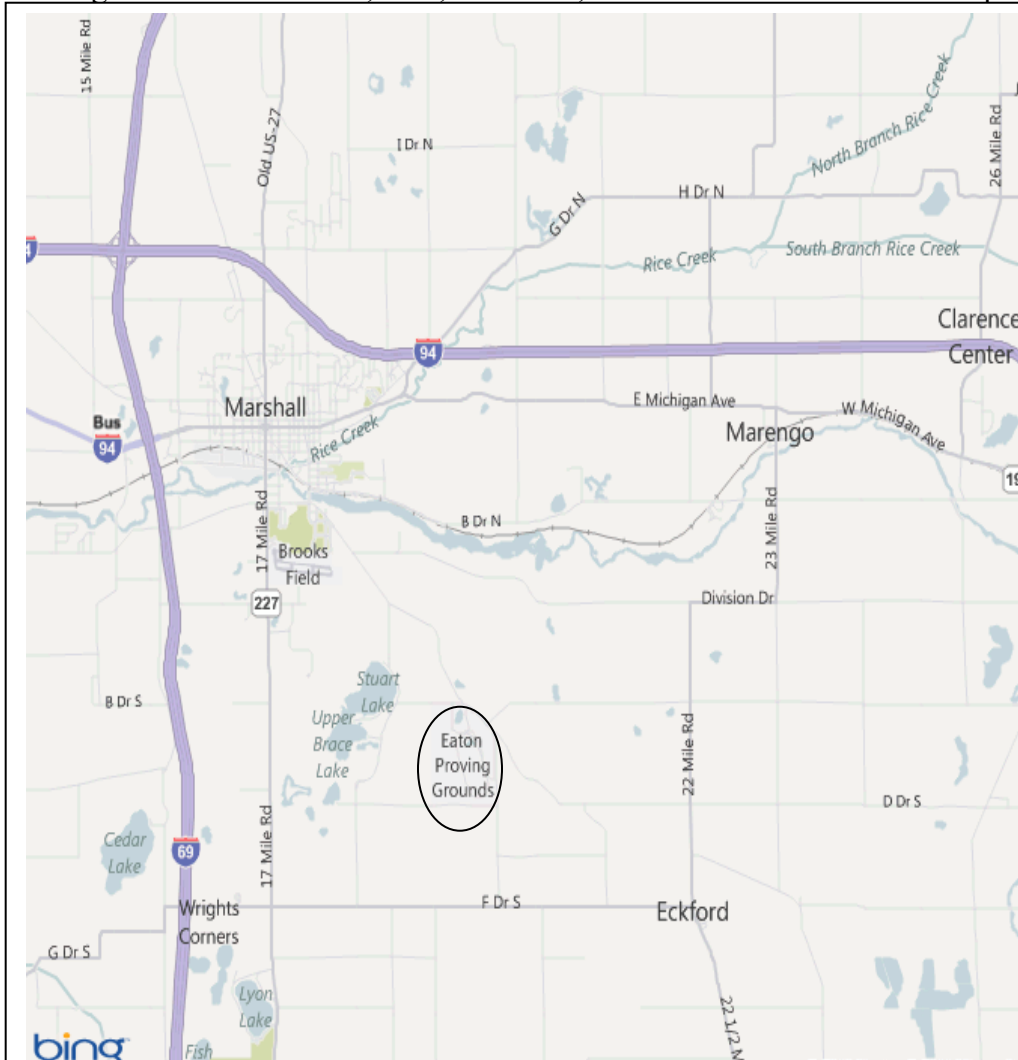 15 Mile Rd
Old US-27
I Dr N
North Branch Rice Creek
26 Mile Rd
H Dr N
G Dr N
Rice Creek
South Branch Rice Creek
94
Clarence
Center
E Michigan Ave
W Michigan Ave
Marshall
Bus
94
Rice Creek
Marengo
17 Mile Rd
B Dr N
23 Mile Rd
Brooks
Field
227
Division Dr
Stuart
Lake
B Dr S
Upper
Brace
Lake
Eaton
Proving
Grounds
22 Mile Rd
D Dr S
17 Mile Rd
Cedar
Lake
69
Wrights
Corners
F Dr S
Eckford
G Dr S
Lyon
Lake
22 1/2 M
bing
Fish